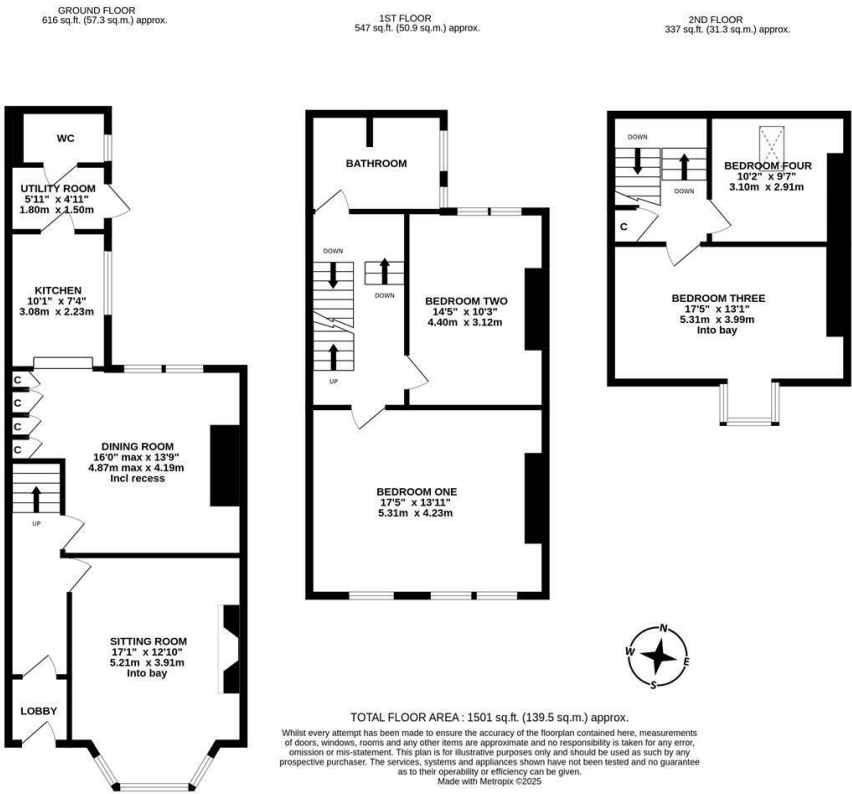 GROUND FLOOR
616 sq.ft. (57.3 sq.m.) approx.
1ST FLOOR
547 sq.ft. (50.9 sq.m.) approx.
2ND FLOOR
337 sq.ft. (31.3 sq.m.) approx.
WC
UTILITY ROOM
5'11" x 4'11"
1.80m x 1.50m
KITCHEN
10'1" x 7'4"
3.08m x 2.23m
C
C
C
C
DINING ROOM
16'0" max x 13'9"
4.87m max x 4.19m
Incl recess
UP
SITTING ROOM
17'1" x 12'10"
5.21m x 3.91m
Into bay
LOBBY
BATHROOM
DOWN
DOWN
UP
BEDROOM TWO
14'5" x 10'3"
4.40m x 3.12m
BEDROOM ONE
17'5" x 13'11"
5.31m x 4.23m
DOWN
DOWN
C
BEDROOM FOUR
10'2" x 9'7"
3.10m x 2.91m
BEDROOM THREE
17'5" x 13'1"
5.31m x 3.99m
Into bay
N
W
E
S
TOTAL FLOOR AREA : 1501 sq.ft. (139.5 sq.m.) approx.
Whilst every attempt has been made to ensure the accuracy of the floorplan contained here, measurements
of doors, windows, rooms and any other items are approximate and no responsibility is taken for any error,
omission or mis-statement. This plan is for illustrative purposes only and should be used as such by any
prospective purchaser. The services, systems and appliances shown have not been tested and no guarantee
as to their operability or efficiency can be given.
Made with Metropix ©2025